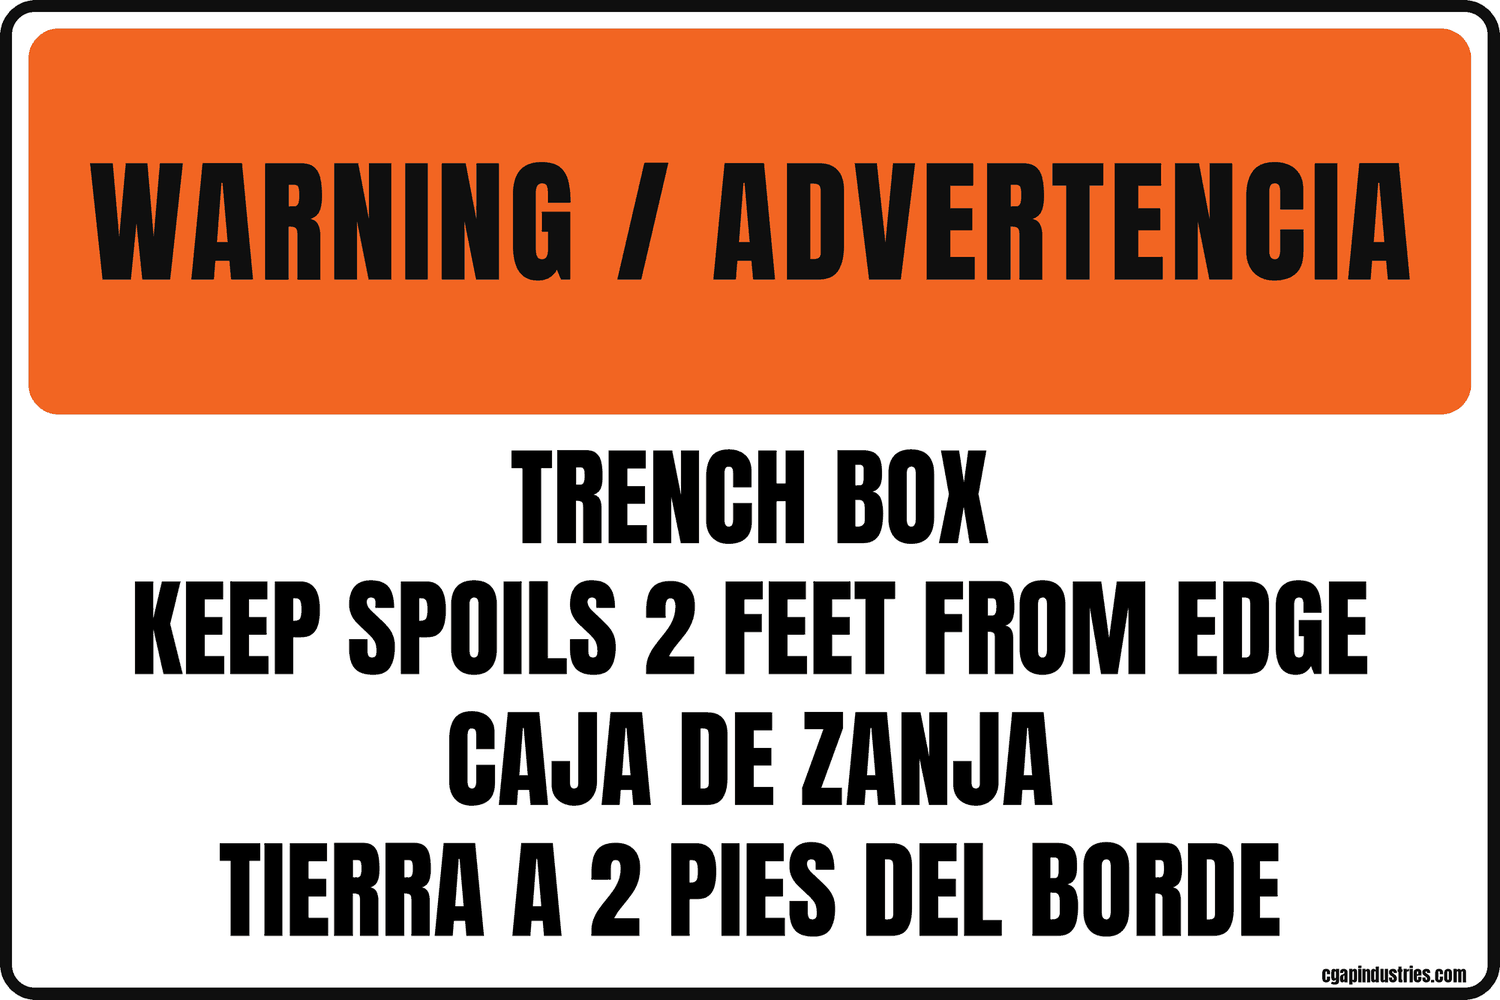 WARNING / ADVERTENCIA
TRENCH BOX
KEEP SPOILS 2 FEET FROM EDGE
CAJA DE ZANJA
TIERRA A 2 PIES DEL BORDE
cgapindustries.com